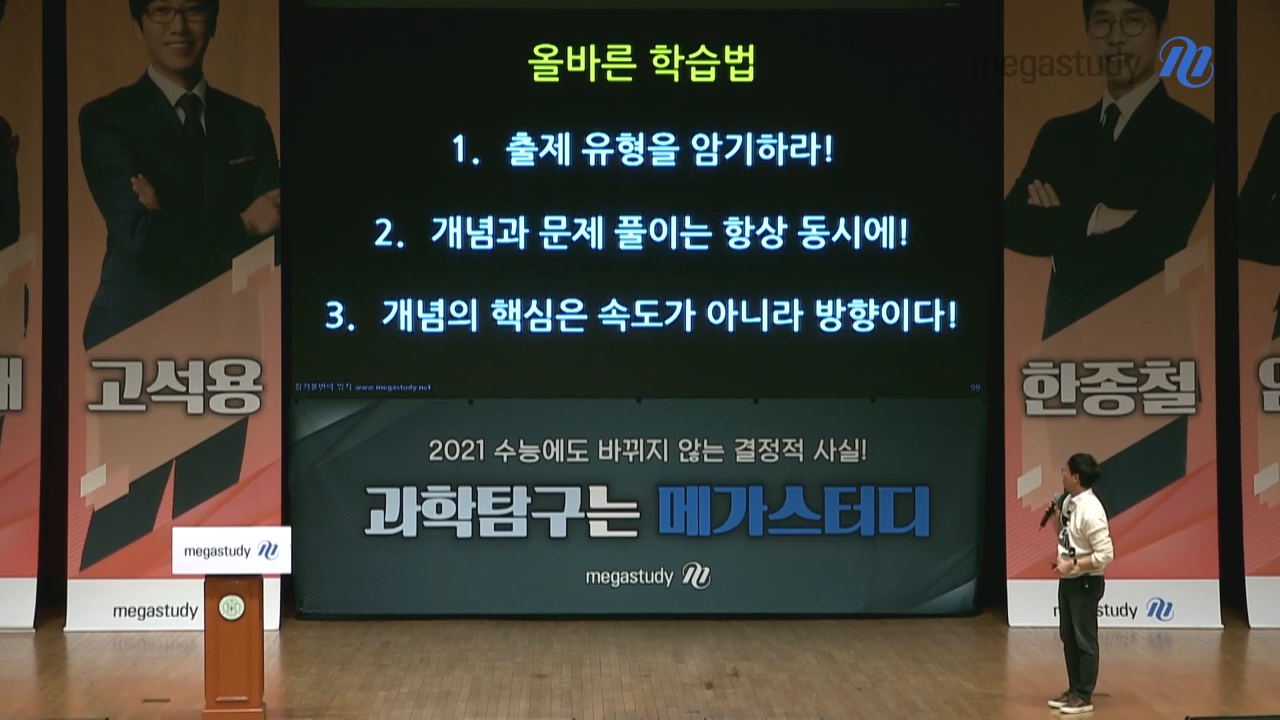 올바른 학습법
megastudy
1. 출제 유형을 암기하라!
2. 개념과 문제 풀이는 항상 동시에!
3. 개념의 핵심은 속도가 아니라 방향이다!
www.megastudy.net
99
고석용
한종철
2021 수능에도 바뀌지 않는 결정적 사실!
과학탐구는 메가스터디
megastudy
megastudy
megastudy